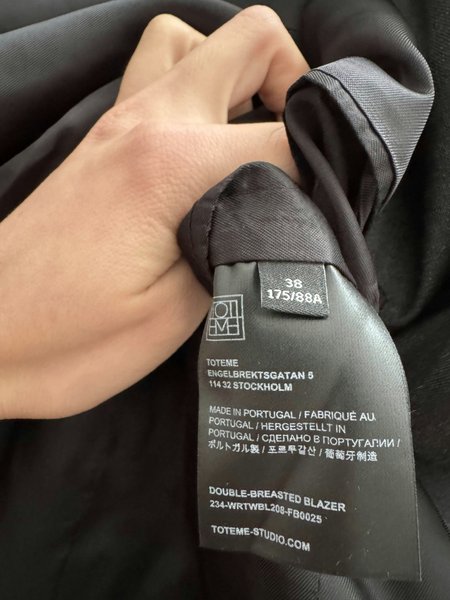 38
175/88A
TOTEME
TOTEME
ENGELBREKTSGATAN 5
114 32 STOCKHOLM
MADE IN PORTUGAL / FABRIQUÉ AU
PORTUGAL / HERGESTELLT IN
PORTUGAL / СДЕЛАНО В ПОРТУГАЛИИ /
ポルトガル製 / 포르투갈산 / 葡萄牙制造
DOUBLE-BREASTED BLAZER
234-WRTWBL208-FB0025
TOTEME-STUDIO.COM